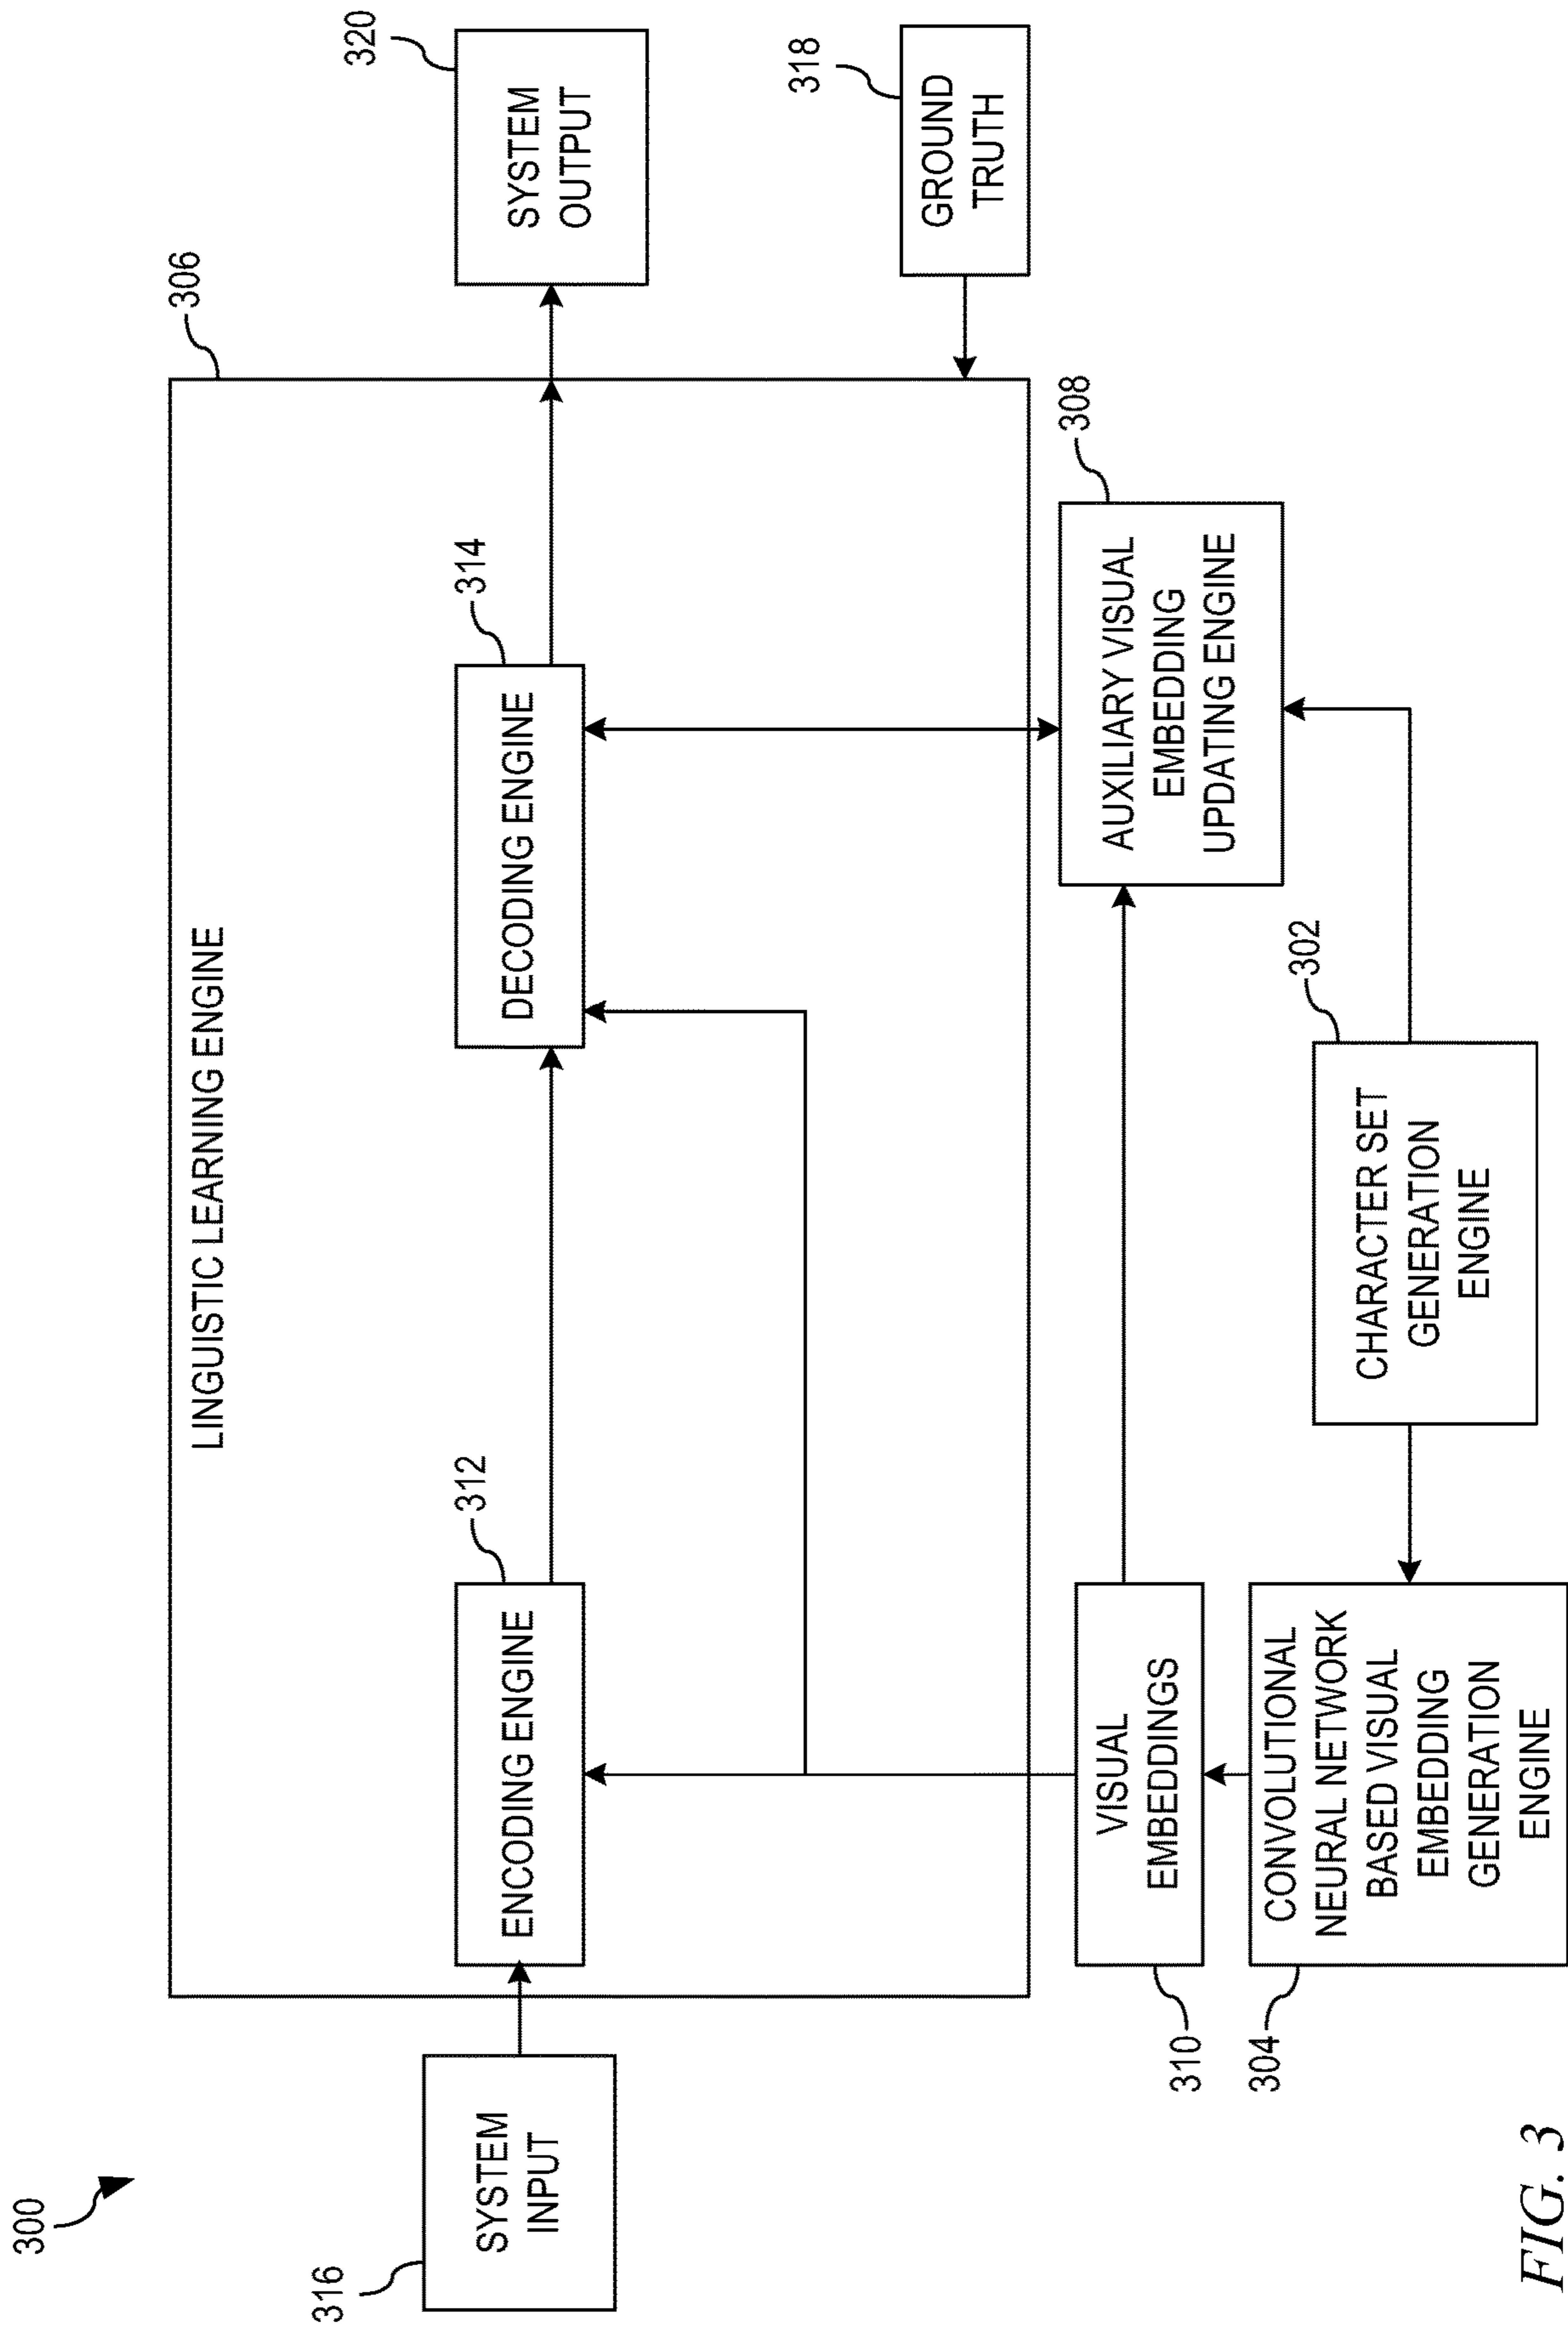 300
LINGUISTIC LEARNING ENGINE
306
316
SYSTEM
INPUT
312
ENCODING ENGINE
314
DECODING ENGINE
320
SYSTEM
OUTPUT
318
GROUND
TRUTH
310
VISUAL
EMBEDDINGS
308
AUXILIARY VISUAL
EMBEDDING
UPDATING ENGINE
304
CONVOLUTIONAL
NEURAL NETWORK
BASED VISUAL
EMBEDDING
GENERATION
ENGINE
302
CHARACTER SET
GENERATION
ENGINE
FIG. 3